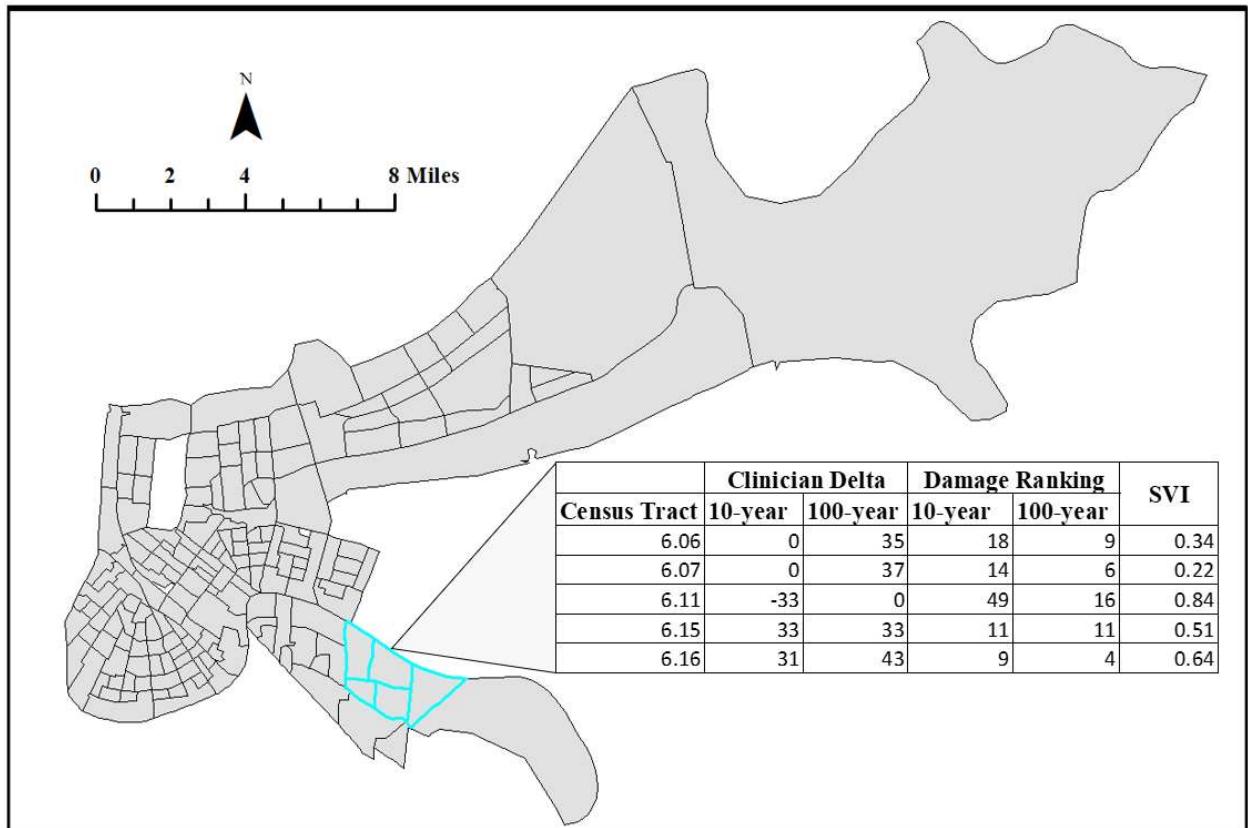 N
0 2 4 8 Miles
Clinician Delta Damage Ranking SVI
Census Tract 10-year 100-year 10-year 100-year
6.06 0 35 18 9 0.34
6.07 0 37 14 6 0.22
6.11 -33 0 49 16 0.84
6.15 33 33 11 11 0.51
6.16 31 43 9 4 0.64